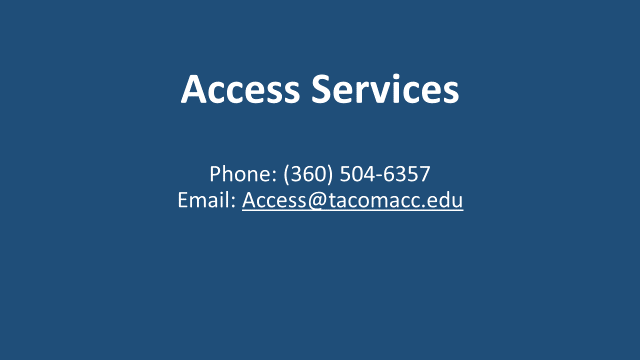 Access Services
Phone: (360) 504-6357
Email: Access@tacomacc.edu